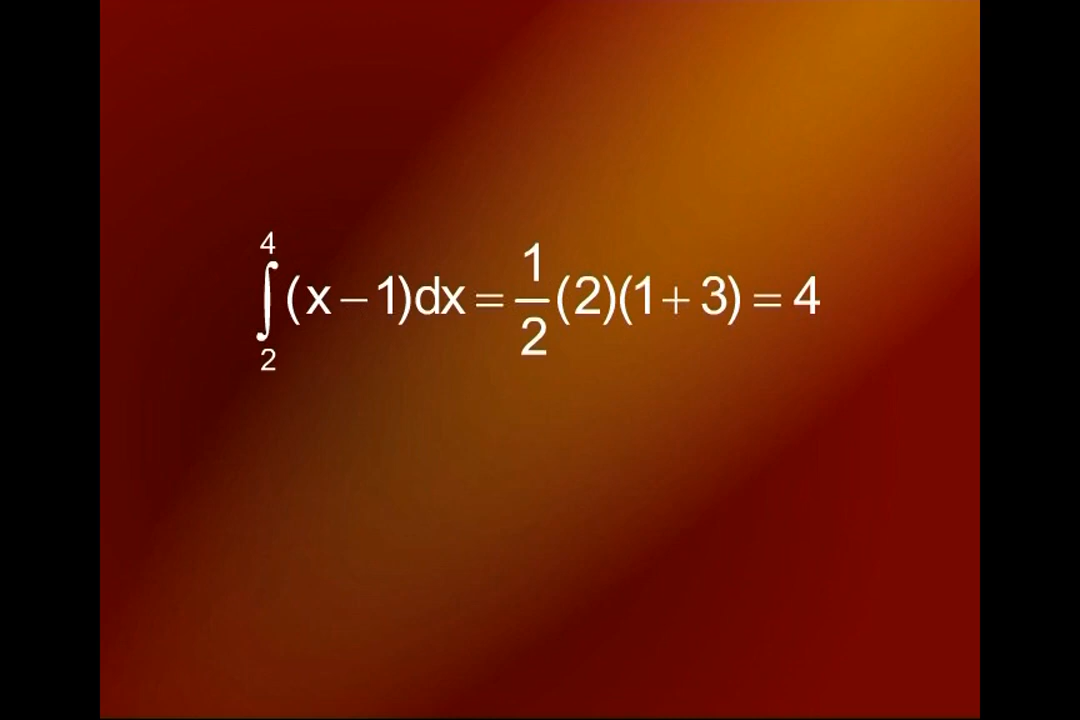 ∫₂⁴ (x − 1)dx = 1/2 (2)(1 + 3) = 4